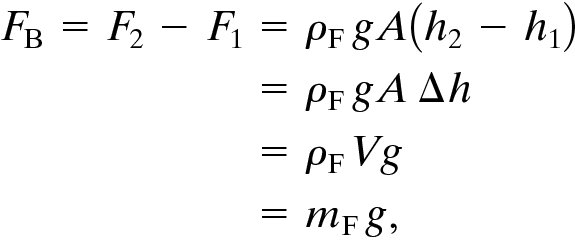 F_B = F_2 − F_1 = ρ_F gA(h_2 − h_1)
= ρ_F gA Δh
= ρ_F Vg
= m_F g,